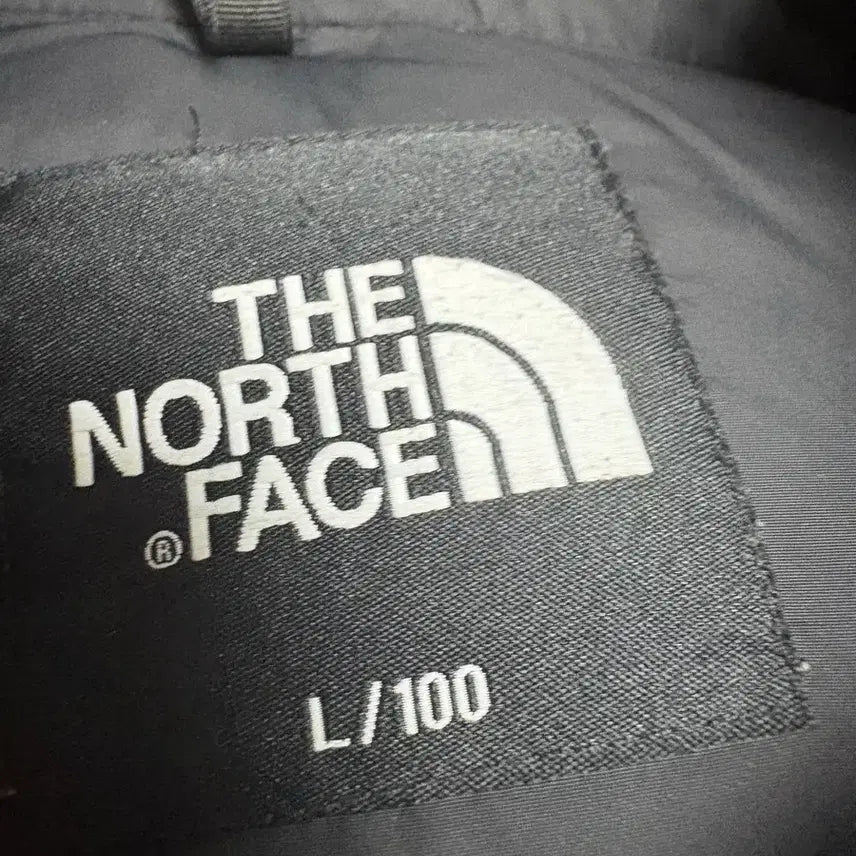 THE
NORTH
® FACE
L/100